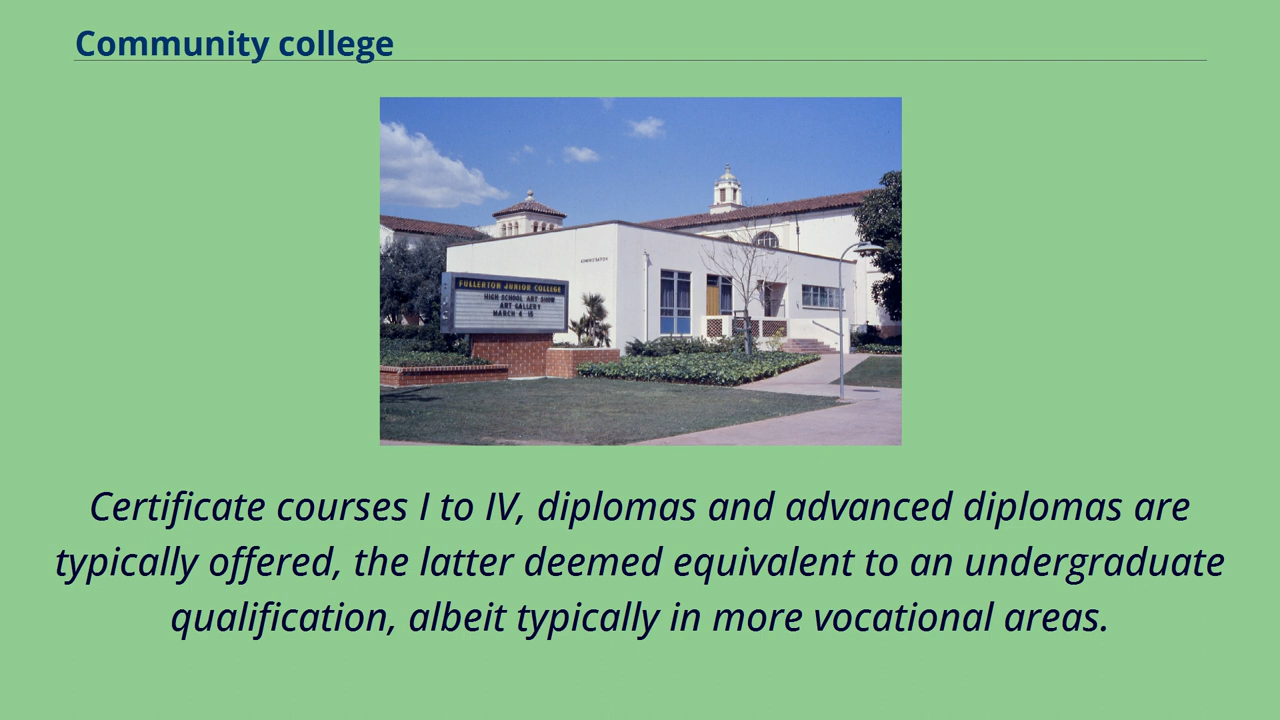 Community college
ADMINISTRATION
FULLERTON JUNIOR COLLEGE
HIGH SCHOOL ART SHOW
ART GALLERY
MARCH 4 15
Certificate courses I to IV, diplomas and advanced diplomas are
typically offered, the latter deemed equivalent to an undergraduate
qualification, albeit typically in more vocational areas.